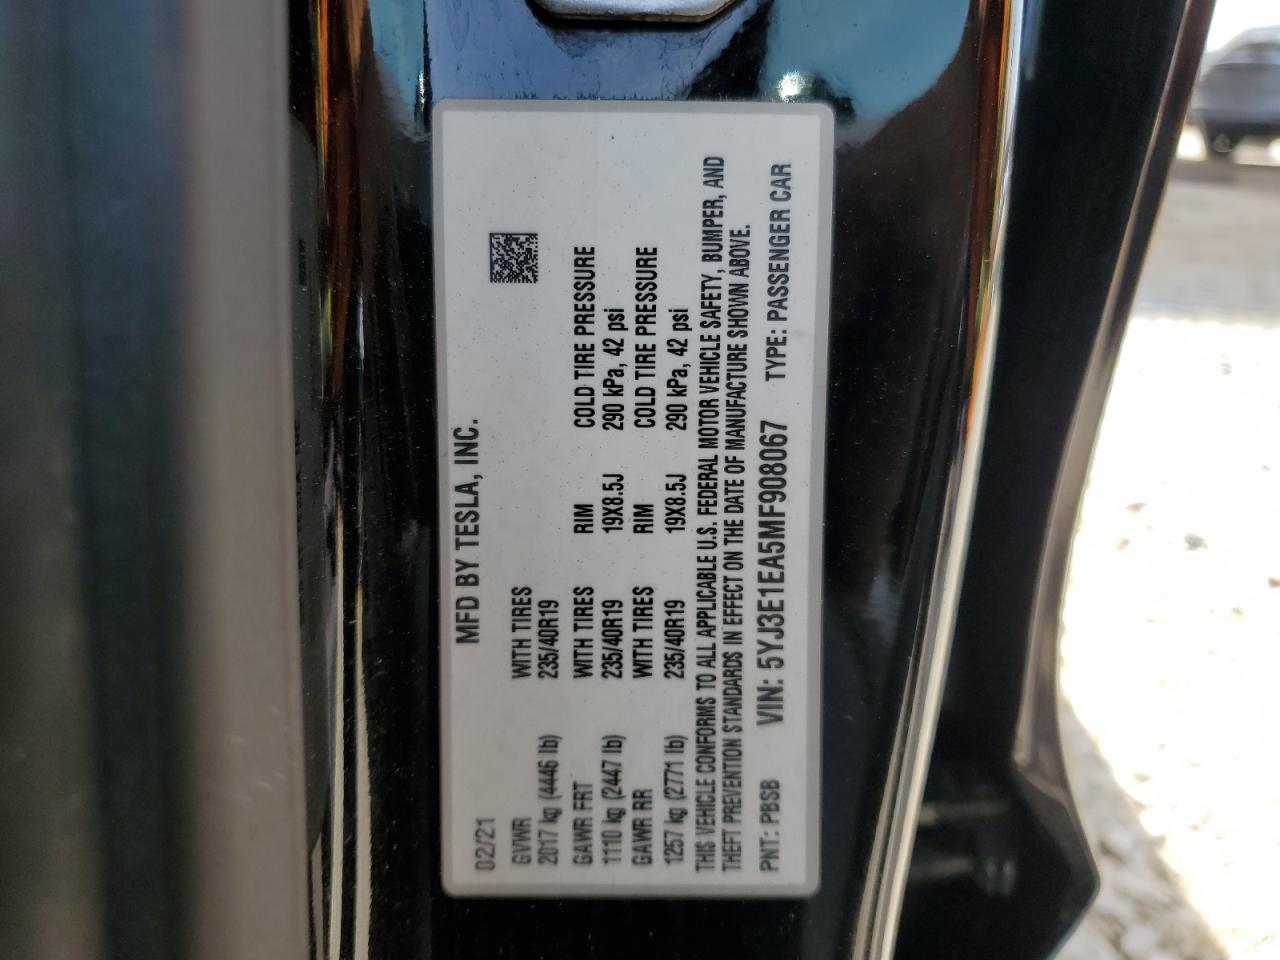 MFD BY TESLA, INC.
02/21
GVWR WITH TIRES
2017 kg (4446 lb) 235/40R19
GAWR FRT WITH TIRES RIM COLD TIRE PRESSURE
1110 kg (2447 lb) 235/40R19 19X8.5J 290 kPa, 42 psi
GAWR RR WITH TIRES RIM COLD TIRE PRESSURE
1257 kg (2771 lb) 235/40R19 19X8.5J 290 kPa, 42 psi
THIS VEHICLE CONFORMS TO ALL APPLICABLE U.S. FEDERAL MOTOR VEHICLE SAFETY, BUMPER, AND
THEFT PREVENTION STANDARDS IN EFFECT ON THE DATE OF MANUFACTURE SHOWN ABOVE.
PNT: PBSB VIN: 5YJ3E1EA5MF908067 TYPE: PASSENGER CAR